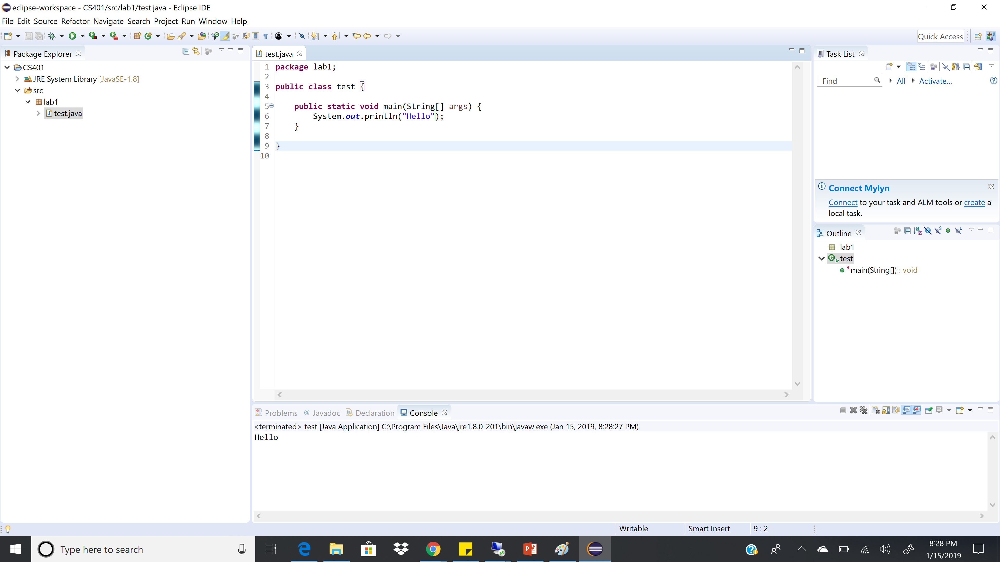 eclipse-workspace - CS401/src/lab1/test.java - Eclipse IDE
File Edit Source Refactor Navigate Search Project Run Window Help
Quick Access
Package Explorer
CS401
JRE System Library [JavaSE-1.8]
src
lab1
test.java
test.java
1 package lab1;
2
3 public class test {
4
5 public static void main(String[] args) {
6 System.out.println("Hello");
7 }
8
9 }
10
Task List
Find
All
Activate...
Connect Mylyn
Connect to your task and ALM tools or create a
local task.
Outline
lab1
test
main(String[]) : void
Problems @ Javadoc Declaration Console
<terminated> test [Java Application] C:\Program Files\Java\jre1.8.0_201\bin\javaw.exe (Jan 15, 2019, 8:28:27 PM)
Hello
Writable Smart Insert 9 : 2
Type here to search
8:28 PM
1/15/2019